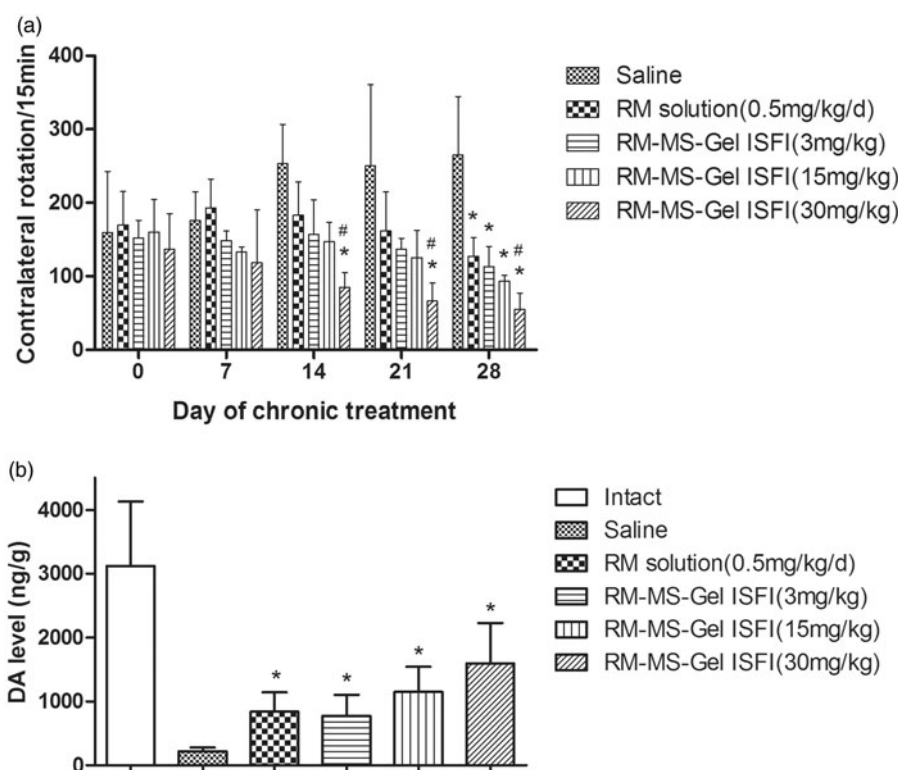 (a)
Contralateral rotation/15min
400
300
200
100
0
# *
# *
* * * # *
0 7 14 21 28
Day of chronic treatment
Saline
RM solution(0.5mg/kg/d)
RM-MS-Gel ISFI(3mg/kg)
RM-MS-Gel ISFI(15mg/kg)
RM-MS-Gel ISFI(30mg/kg)
(b)
DA level (ng/g)
4000
3000
2000
1000
0
* * * *
Intact
Saline
RM solution(0.5mg/kg/d)
RM-MS-Gel ISFI(3mg/kg)
RM-MS-Gel ISFI(15mg/kg)
RM-MS-Gel ISFI(30mg/kg)